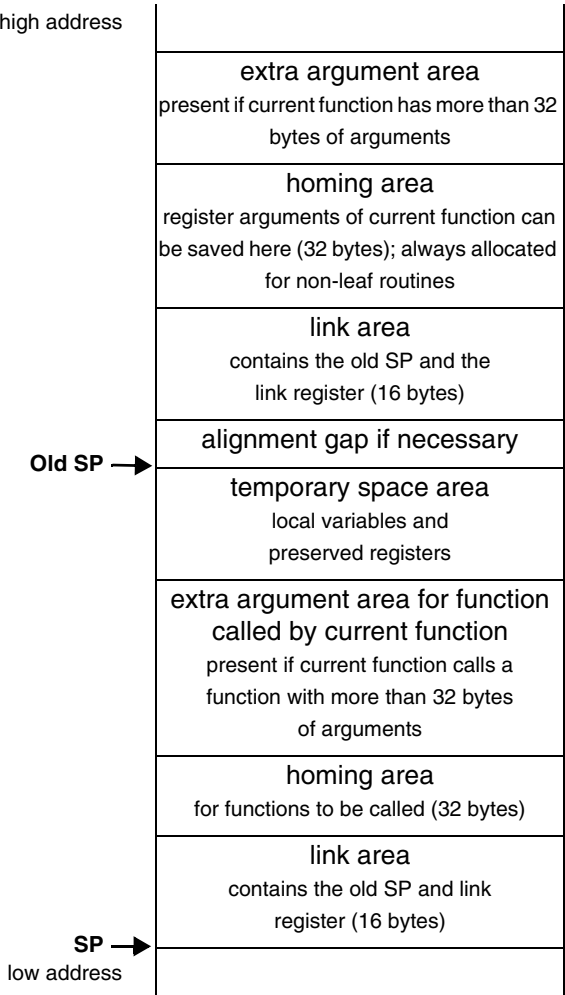 high address
extra argument area
present if current function has more than 32
bytes of arguments
homing area
register arguments of current function can
be saved here (32 bytes); always allocated
for non-leaf routines
link area
contains the old SP and the
link register (16 bytes)
alignment gap if necessary
Old SP
temporary space area
local variables and
preserved registers
extra argument area for function
called by current function
present if current function calls a
function with more than 32 bytes
of arguments
homing area
for functions to be called (32 bytes)
link area
contains the old SP and link
register (16 bytes)
SP
low address